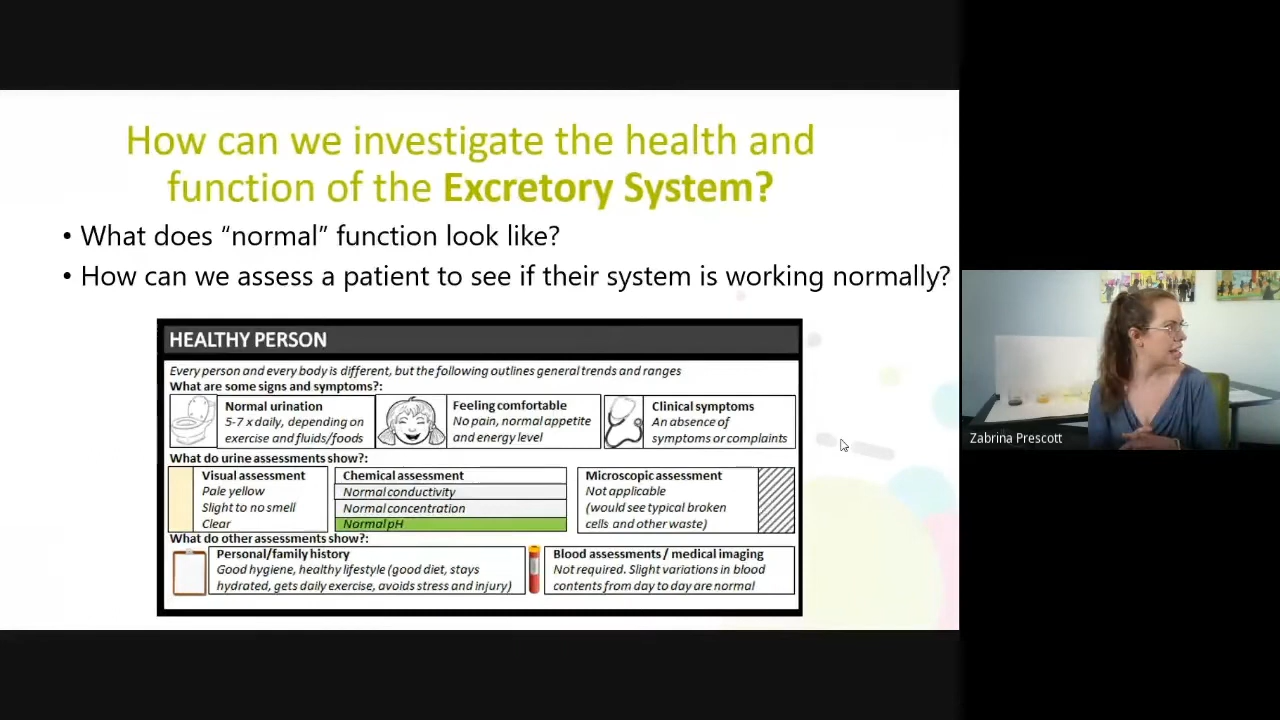 How can we investigate the health and
function of the Excretory System?
• What does “normal” function look like?
• How can we assess a patient to see if their system is working normally?
HEALTHY PERSON
Every person and every body is different, but the following outlines general trends and ranges
What are some signs and symptoms?:
Normal urination
5-7 x daily, depending on
exercise and fluids/foods
Feeling comfortable
No pain, normal appetite
and energy level
Clinical symptoms
An absence of
symptoms or complaints
What do urine assessments show?:
Visual assessment
Pale yellow
Slight to no smell
Clear
Chemical assessment
Normal conductivity
Normal concentration
Normal pH
Microscopic assessment
Not applicable
(would see typical broken
cells and other waste)
What do other assessments show?:
Personal/family history
Good hygiene, healthy lifestyle (good diet, stays
hydrated, gets daily exercise, avoids stress and injury)
Blood assessments / medical imaging
Not required. Slight variations in blood
contents from day to day are normal
Zabrina Prescott